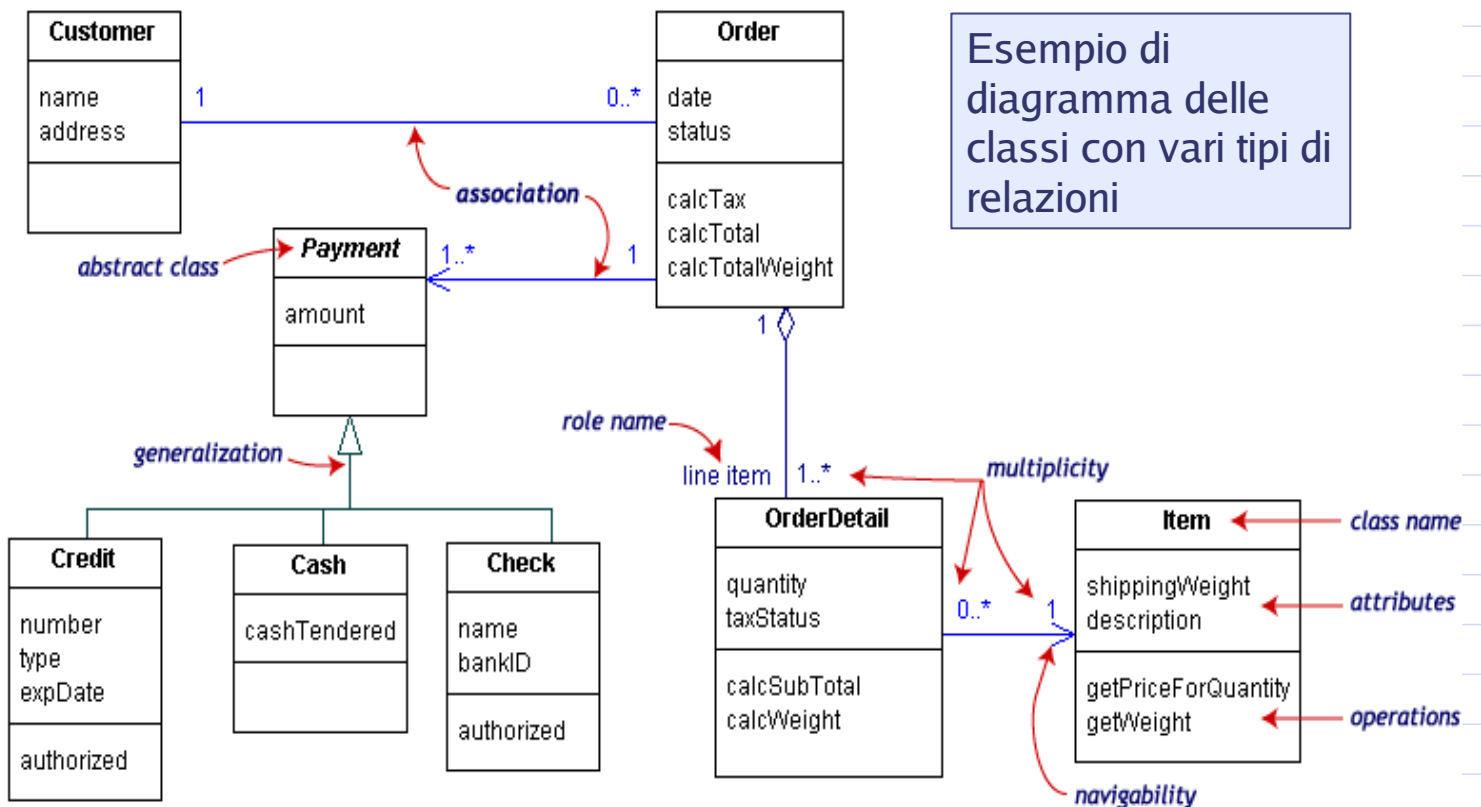 Customer
name
address
1
0..*
Order
date
status
calcTax
calcTotal
calcTotalWeight
Esempio di
diagramma delle
classi con vari tipi di
relazioni
association
abstract class
Payment
amount
1..*
1
1
generalization
role name
line item
1..*
multiplicity
Credit
number
type
expDate
authorized
Cash
cashTendered
Check
name
bankID
authorized
OrderDetail
quantity
taxStatus
calcSubTotal
calcWeight
0..*
1
Item
shippingWeight
description
getPriceForQuantity
getWeight
class name
attributes
operations
navigability